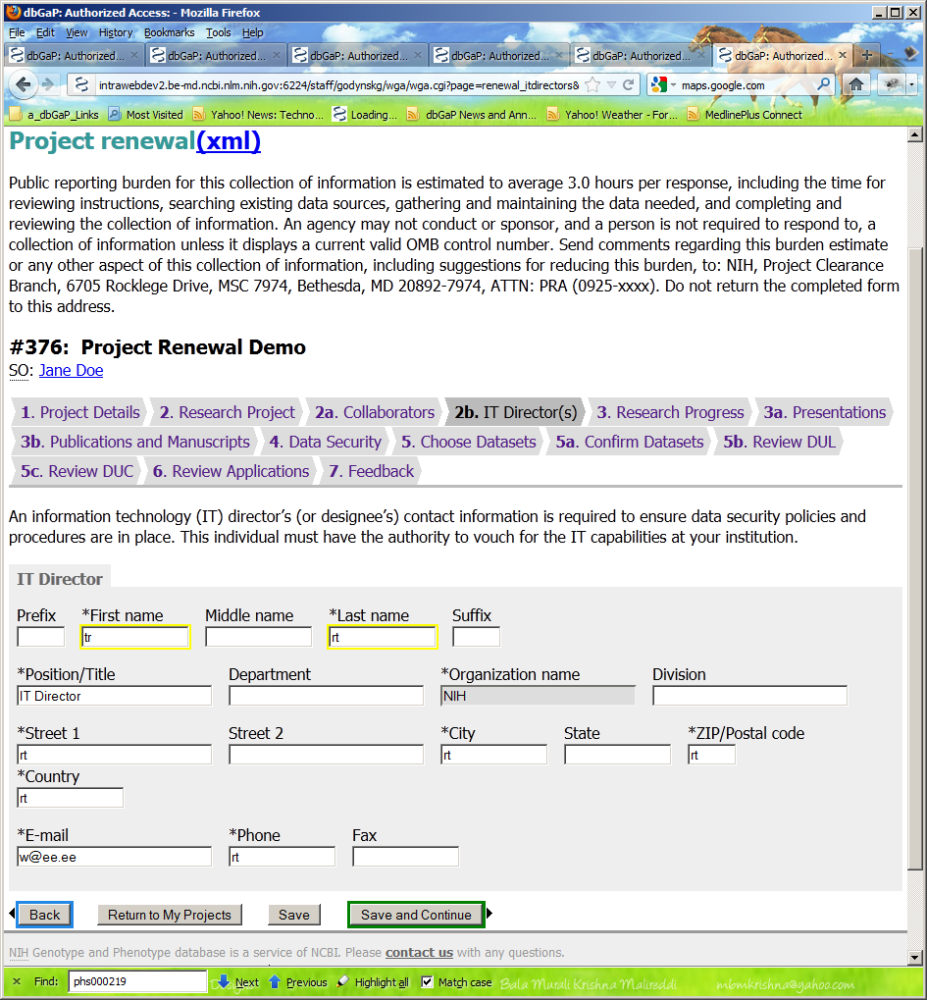 dbGaP: Authorized Access: - Mozilla Firefox
File Edit View History Bookmarks Tools Help
dbGaP: Authorized... dbGaP: Authorized... dbGaP: Authorized... dbGaP: Authorized... dbGaP: Authorized... dbGaP: Authorized...
intrawebdev2.be-md.ncbi.nlm.nih.gov:6224/staff/godynskg/wga/wga.cgi?page=renewal_itdirectors& maps.google.com
a_dbGaP_Links Most Visited Yahoo! News: Techno... Loading... dbGaP News and Ann... Yahoo! Weather - For... MedlinePlus Connect
Project renewal(xml)
Public reporting burden for this collection of information is estimated to average 3.0 hours per response, including the time for
reviewing instructions, searching existing data sources, gathering and maintaining the data needed, and completing and
reviewing the collection of information. An agency may not conduct or sponsor, and a person is not required to respond to, a
collection of information unless it displays a current valid OMB control number. Send comments regarding this burden estimate
or any other aspect of this collection of information, including suggestions for reducing this burden, to: NIH, Project Clearance
Branch, 6705 Rocklege Drive, MSC 7974, Bethesda, MD 20892-7974, ATTN: PRA (0925-xxxx). Do not return the completed form
to this address.
#376: Project Renewal Demo
SO: Jane Doe
1. Project Details 2. Research Project 2a. Collaborators 2b. IT Director(s) 3. Research Progress 3a. Presentations
3b. Publications and Manuscripts 4. Data Security 5. Choose Datasets 5a. Confirm Datasets 5b. Review DUL
5c. Review DUC 6. Review Applications 7. Feedback
An information technology (IT) director's (or designee's) contact information is required to ensure data security policies and
procedures are in place. This individual must have the authority to vouch for the IT capabilities at your institution.
IT Director
Prefix *First name Middle name *Last name Suffix
tr rt
*Position/Title Department *Organization name Division
IT Director NIH
*Street 1 Street 2 *City State *ZIP/Postal code
rt rt rt
*Country
rt
*E-mail *Phone Fax
w@ee.ee rt
Back Return to My Projects Save Save and Continue
NIH Genotype and Phenotype database is a service of NCBI. Please contact us with any questions.
Find: phs000219 Next Previous Highlight all Match case Bala Murali Krishna Malireddi mbmkrishna@yahoo.com